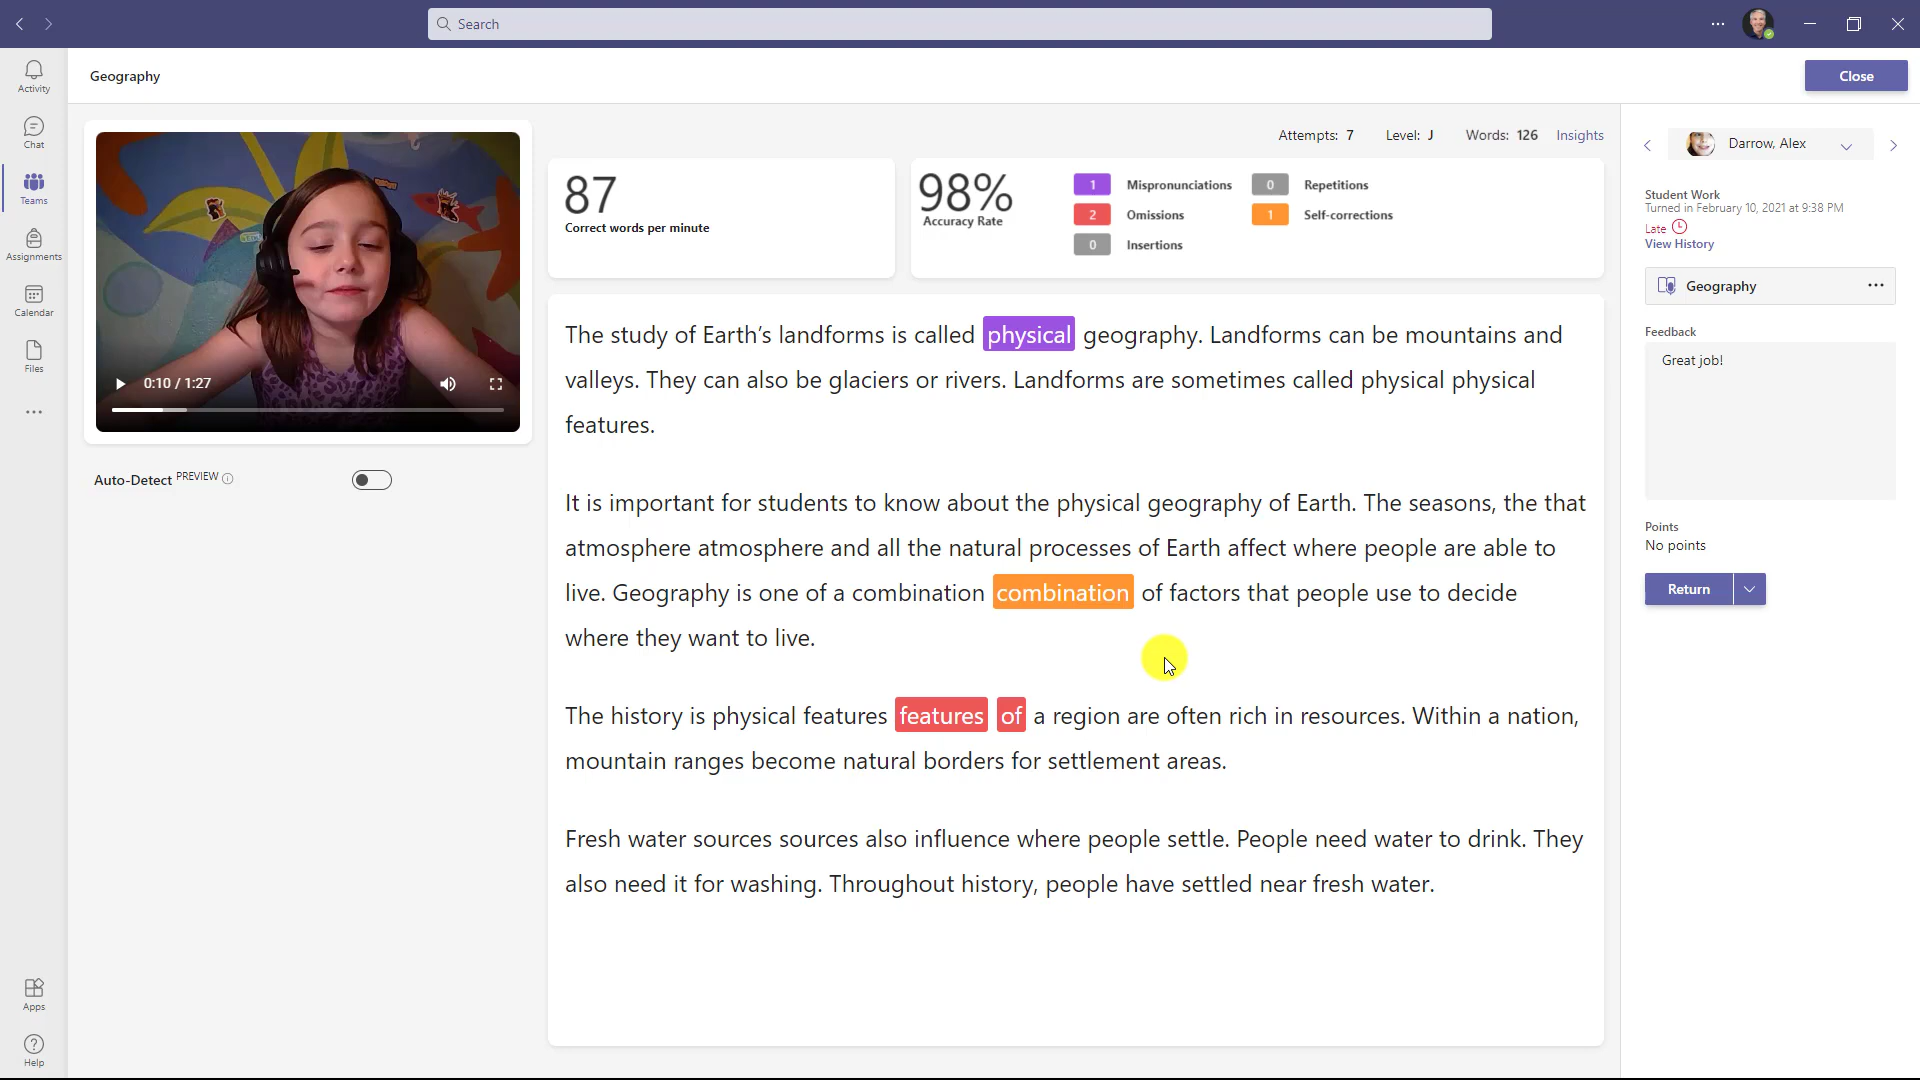 Search
Activity
Chat
Teams
Assignments
Calendar
Files
Apps
Help
Geography
Close
0:10 / 1:27
Auto-Detect PREVIEW
Attempts: 7 Level: J Words: 126 Insights
87
Correct words per minute
98%
Accuracy Rate
1 Mispronunciations
2 Omissions
0 Insertions
0 Repetitions
1 Self-corrections
The study of Earth's landforms is called physical geography. Landforms can be mountains and
valleys. They can also be glaciers or rivers. Landforms are sometimes called physical physical
features.
It is important for students to know about the physical geography of Earth. The seasons, the that
atmosphere atmosphere and all the natural processes of Earth affect where people are able to
live. Geography is one of a combination combination of factors that people use to decide
where they want to live.
The history is physical features features of a region are often rich in resources. Within a nation,
mountain ranges become natural borders for settlement areas.
Fresh water sources sources also influence where people settle. People need water to drink. They
also need it for washing. Throughout history, people have settled near fresh water.
Darrow, Alex
Student Work
Turned in February 10, 2021 at 9:38 PM
Late
View History
Geography
Feedback
Great job!
Points
No points
Return